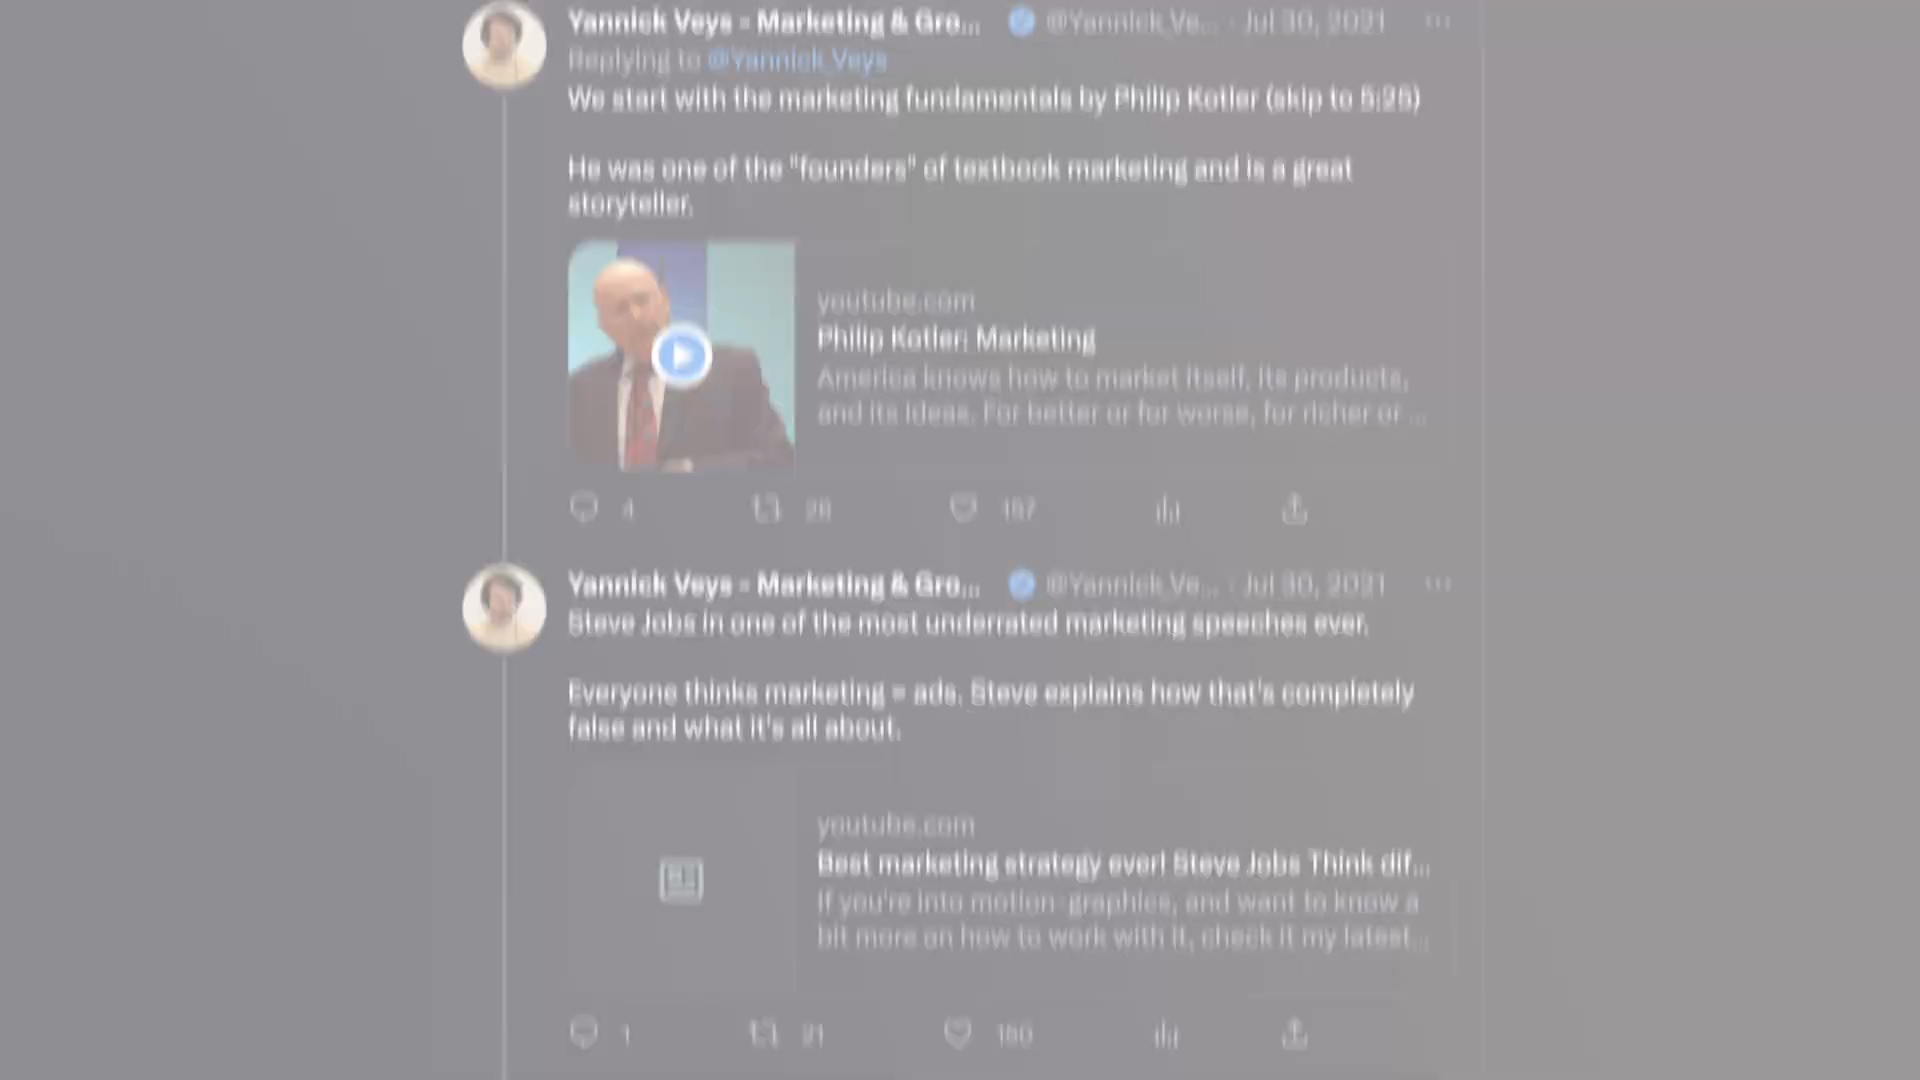 Yannick Veys - Marketing & Gro... @Yannick_Ve... · Jul 30, 2021
Replying to @Yannick_Veys
We start with the marketing fundamentals by Philip Kotler (skip to 5:25)
He was one of the "founders" of textbook marketing and is a great
storyteller.
youtube.com
Philip Kotler: Marketing
America knows how to market itself, its products,
and its ideas. For better or for worse, for richer or ...
4 197
Yannick Veys - Marketing & Gro... @Yannick_Ve... · Jul 30, 2021
Steve Jobs in one of the most underrated marketing speeches ever.
Everyone thinks marketing = ads. Steve explains how that's completely
false and what it's all about.
youtube.com
Best marketing strategy ever! Steve Jobs Think dif...
If you're into motion-graphics, and want to know a
bit more on how to work with it, check it my latest...
1